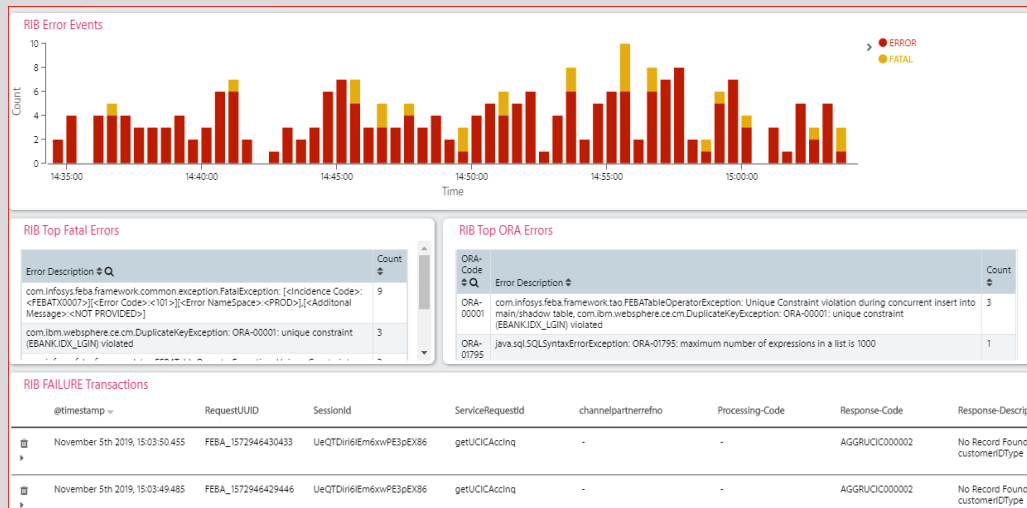 RIB Error Events
10
8
6
4
2
0
Count
14:35:00 14:40:00 14:45:00 14:50:00 14:55:00 15:00:00
Time
ERROR
FATAL
RIB Top Fatal Errors
Error Description Count
com.infosys.feba.framework.common.exception.FatalException: [<Incidence Code>: 9
<FEBATX0007>][<Error Code>:<101>][<Error NameSpace>:<PROD>],[<Additonal
Message>:<NOT PROVIDED>]
com.ibm.websphere.ce.cm.DuplicateKeyException: ORA-00001: unique constraint 3
(EBANK.IDX_LGIN) violated
RIB Top ORA Errors
ORA-
Code Error Description Count
ORA- com.infosys.feba.framework.tao.FEBATableOperatorException: Unique Constraint violation during concurrent insert into 3
00001 main/shadow table, com.ibm.websphere.ce.cm.DuplicateKeyException: ORA-00001: unique constraint
(EBANK.IDX_LGIN) violated
ORA- java.sql.SQLSyntaxErrorException: ORA-01795: maximum number of expressions in a list is 1000 1
01795
RIB FAILURE Transactions
@timestamp RequestUUID SessionId ServiceRequestId channelpartnerrefno Processing-Code Response-Code Response-Descrip
November 5th 2019, 15:03:50.455 FEBA_1572946430433 UeQTDiri6IEm6xwPE3pEX86 getUCICAccInq - - AGGRUCIC000002 No Record Found
customerIDType
November 5th 2019, 15:03:49.485 FEBA_1572946429446 UeQTDiri6IEm6xwPE3pEX86 getUCICAccInq - - AGGRUCIC000002 No Record Found
customerIDType